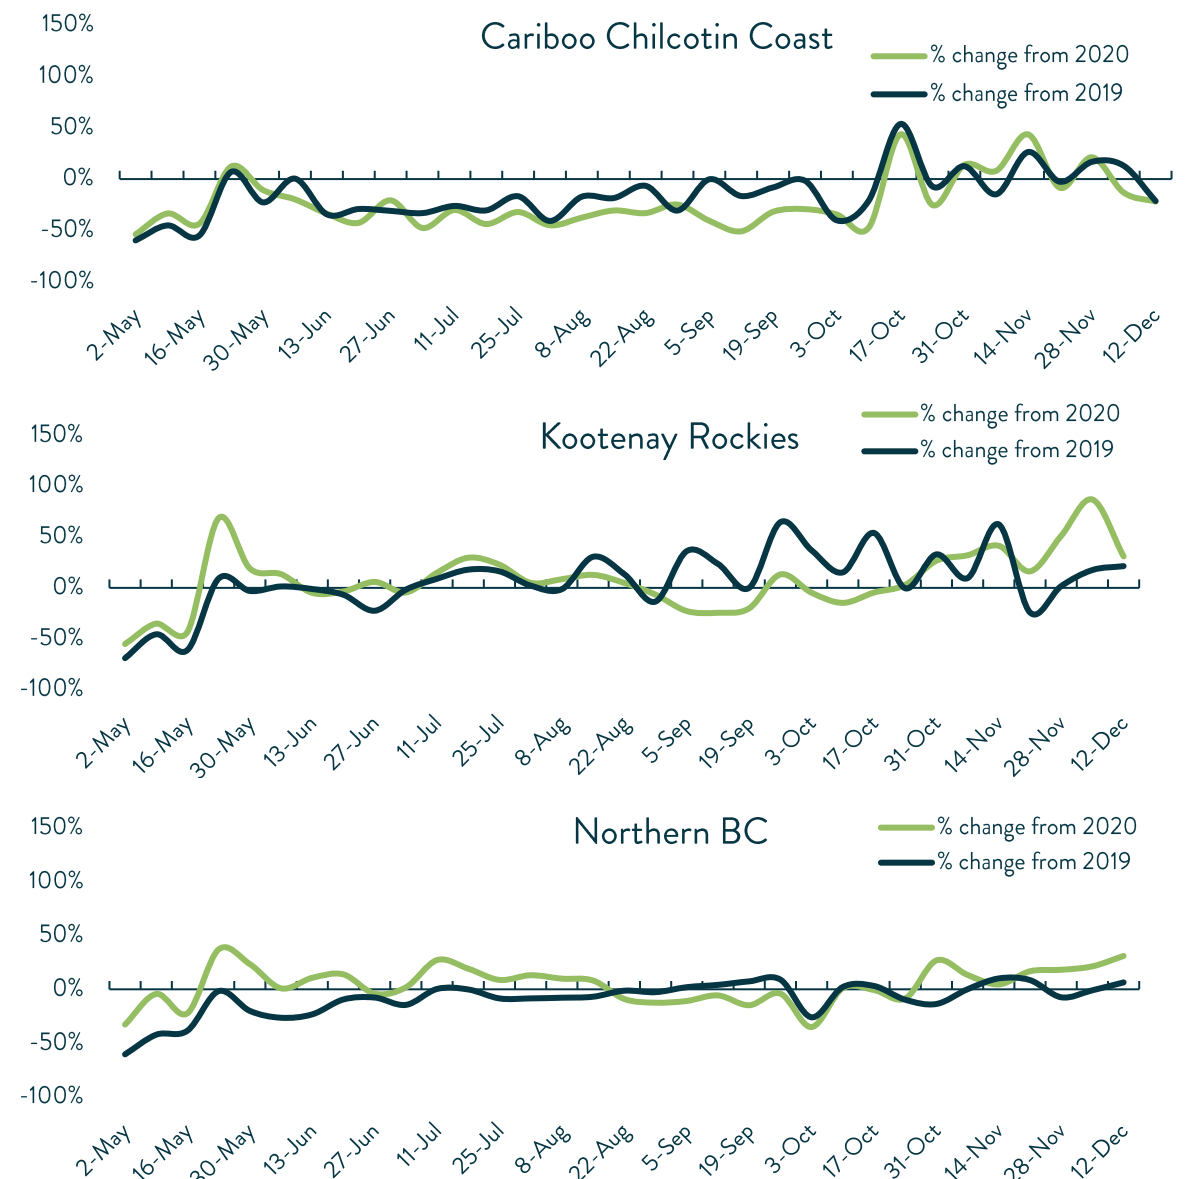 Cariboo Chilcotin Coast
% change from 2020
% change from 2019
150%
100%
50%
0%
-50%
-100%
2-May 16-May 30-May 13-Jun 27-Jun 11-Jul 25-Jul 8-Aug 22-Aug 5-Sep 19-Sep 3-Oct 17-Oct 31-Oct 14-Nov 28-Nov 12-Dec
Kootenay Rockies
% change from 2020
% change from 2019
150%
100%
50%
0%
-50%
-100%
2-May 16-May 30-May 13-Jun 27-Jun 11-Jul 25-Jul 8-Aug 22-Aug 5-Sep 19-Sep 3-Oct 17-Oct 31-Oct 14-Nov 28-Nov 12-Dec
Northern BC
% change from 2020
% change from 2019
150%
100%
50%
0%
-50%
-100%
2-May 16-May 30-May 13-Jun 27-Jun 11-Jul 25-Jul 8-Aug 22-Aug 5-Sep 19-Sep 3-Oct 17-Oct 31-Oct 14-Nov 28-Nov 12-Dec